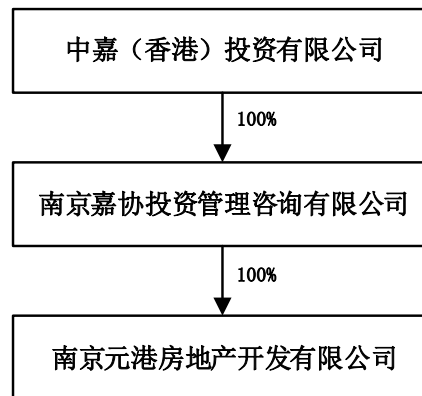 中嘉（香港）投资有限公司
100%
南京嘉协投资管理咨询有限公司
100%
南京元港房地产开发有限公司